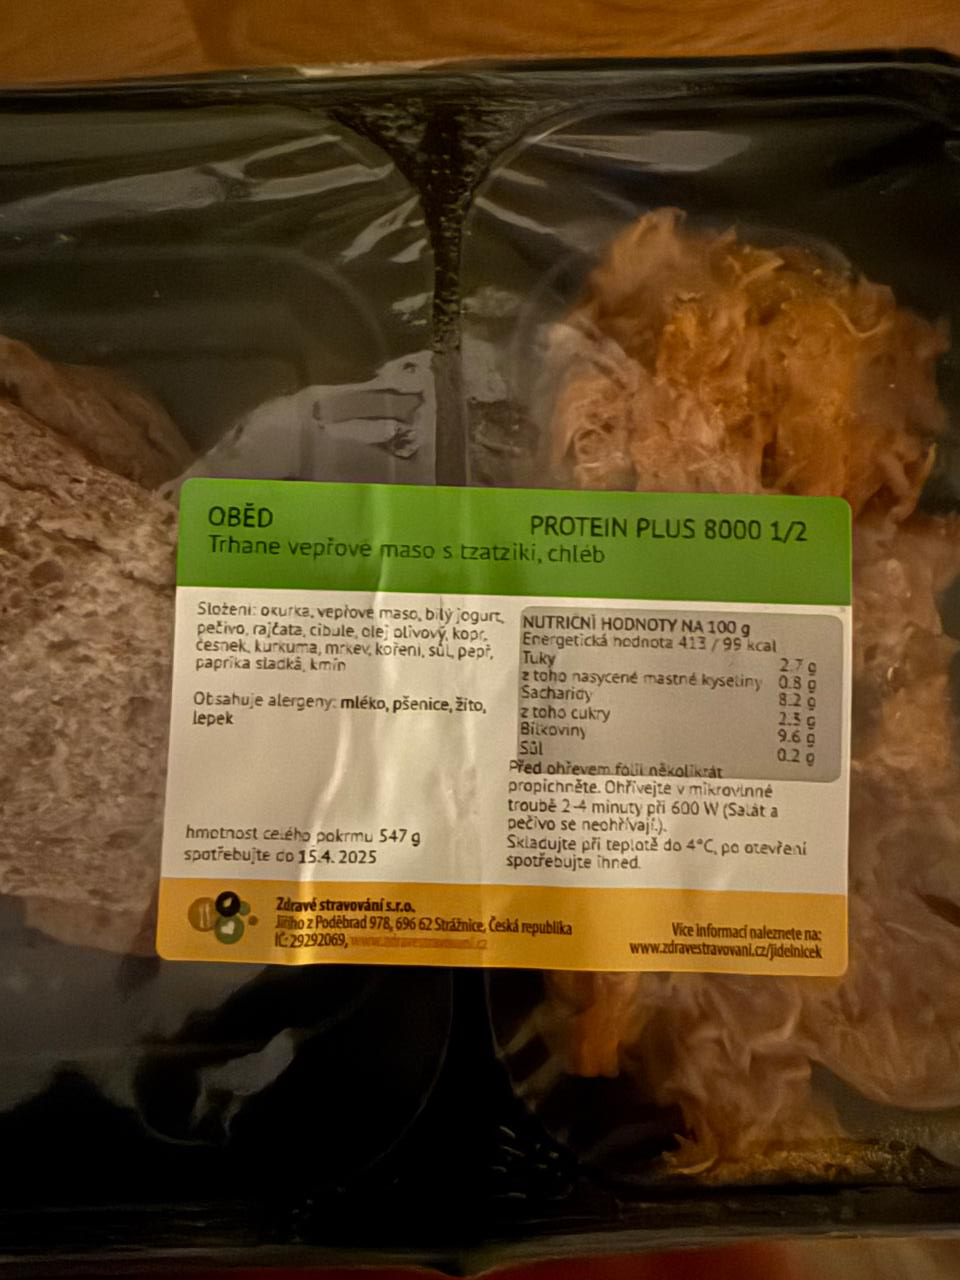 OBĚD
PROTEIN PLUS 8000 1/2
Trhané vepřové maso s tzatziki, chléb
Složení: okurka, vepřové maso, bílý jogurt,
pečivo, rajčata, cibule, olej olivový, kopr,
česnek, kurkuma, mrkev, koření, sůl, pepř,
paprika sladká, kmín
Obsahuje alergeny: mléko, pšenice, žito,
lepek
hmotnost celého pokrmu 547 g
spotřebujte do 15.4. 2025
NUTRIČNÍ HODNOTY NA 100 g
Energetická hodnota 413 / 99 kcal
Tuky 2.7 g
z toho nasycené mastné kyseliny 0.8 g
Sacharidy 8.2 g
z toho cukry 2.3 g
Bílkoviny 9.6 g
Sůl 0.2 g
Před ohřevem fólii několikrát
propíchněte. Ohřívejte v mikrovlnné
troubě 2-4 minuty při 600 W (Salát a
pečivo se neohřívají.).
Skladujte při teplotě do 4°C, po otevření
spotřebujte ihned.
Zdravé stravování s.r.o.
Jiřího z Poděbrad 978, 696 62 Strážnice, Česká republika
IČ: 29292069, www.zdravestravovani.cz
Více informací naleznete na:
www.zdravestravovani.cz/jidelnicek